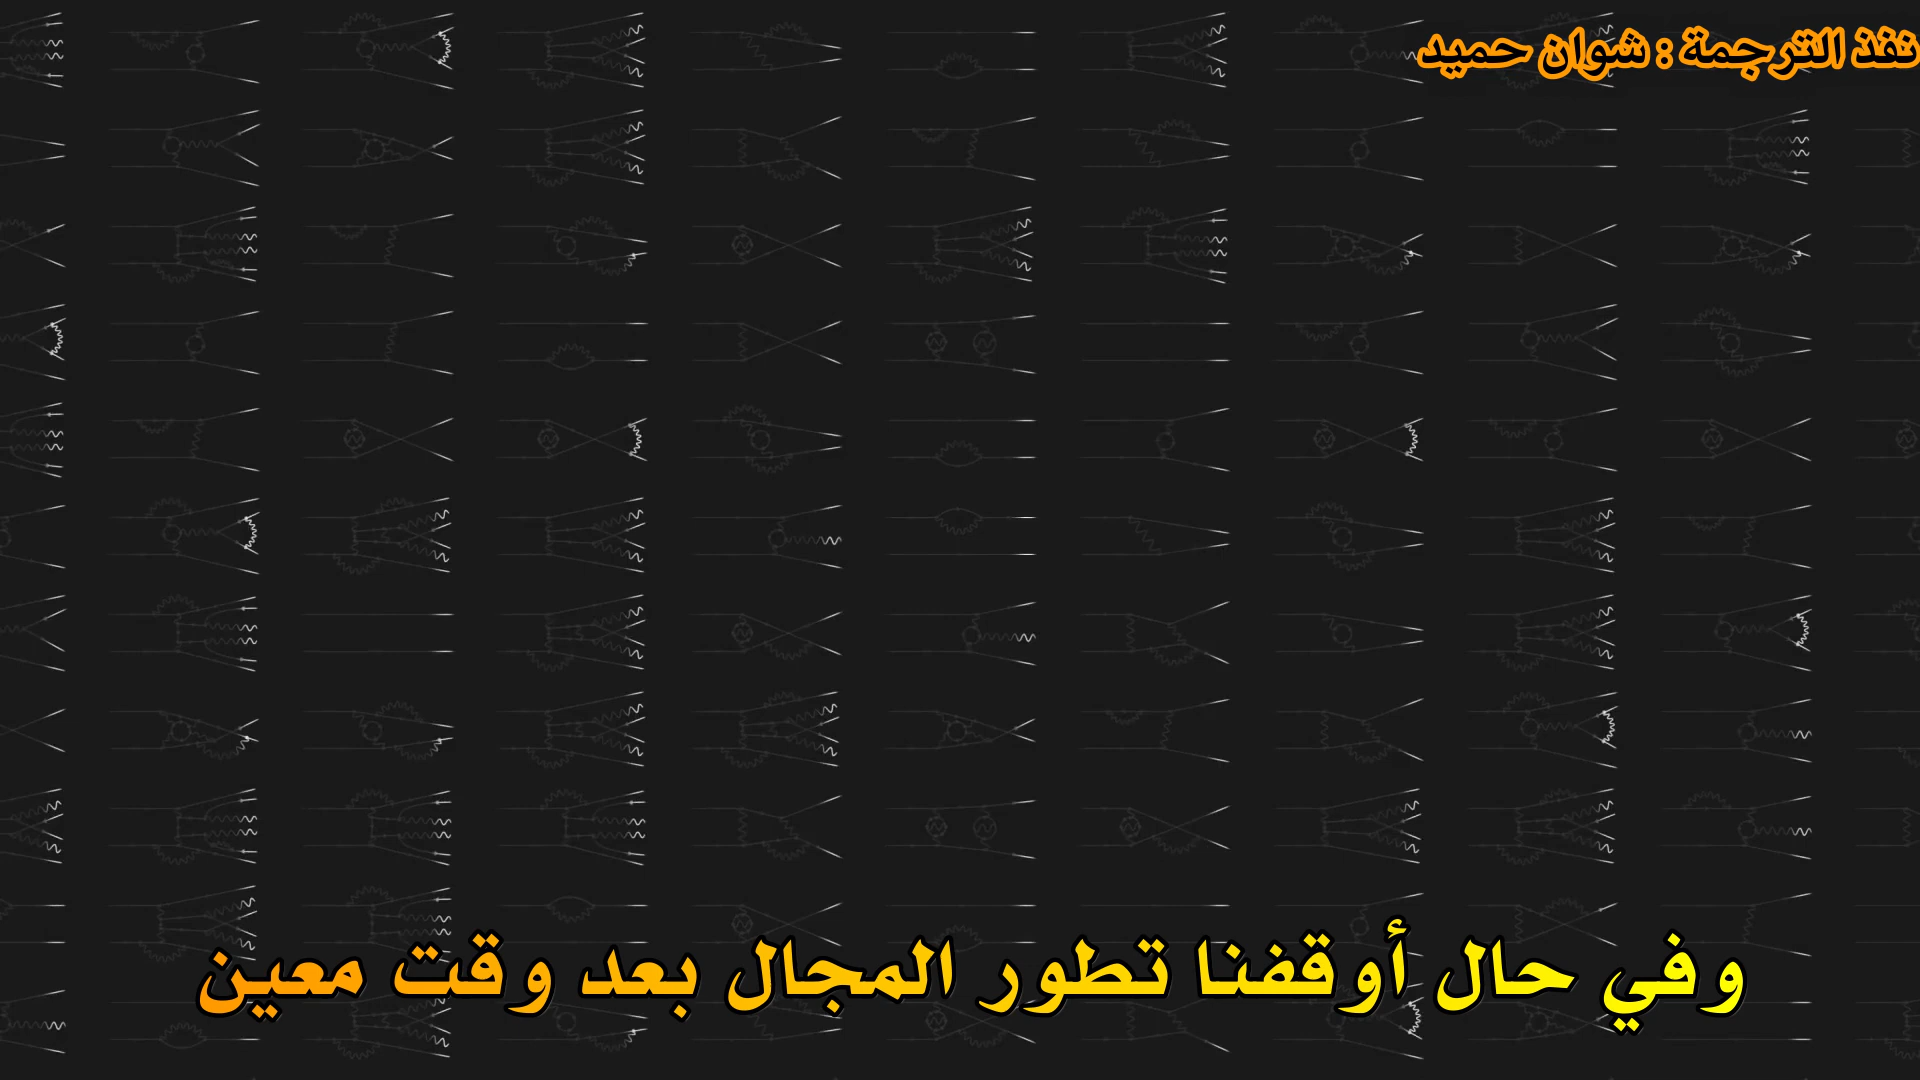 نفذ الترجمة : شوان حميد
وفي حال أوقفنا تطور المجال بعد وقت معين